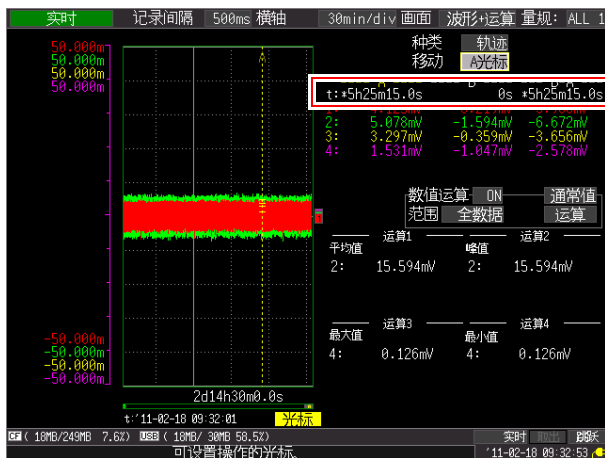 实时 记录间隔 500ms 横轴 30min/div 画面 波形+运算 量规: ALL 1
50.000m
50.000m
50.000m
50.000m
种类 轨迹
移动 A光标
t:*5h25m15.0s 0s *5h25m15.0s
2: 5.078mV -1.594mV -6.672mV
3: 3.297mV -0.359mV -3.656mV
4: 1.531mV -1.047mV -2.578mV
数值运算 ON 通常值
范围 全数据 运算
运算1 运算2
平均值 峰值
2: 15.594mV 2: 15.594mV
运算3 运算4
最大值 最小值
4: 0.126mV 4: 0.126mV
-50.000m
-50.000m
-50.000m
-50.000m
2d14h30m0.0s
t:'11-02-18 09:32:01 光标
CF ( 18MB/249MB 7.6%) USB ( 18MB/ 30MB 58.5%) 实时 取出 跳跃
可设置操作的光标. '11-02-18 09:32:53